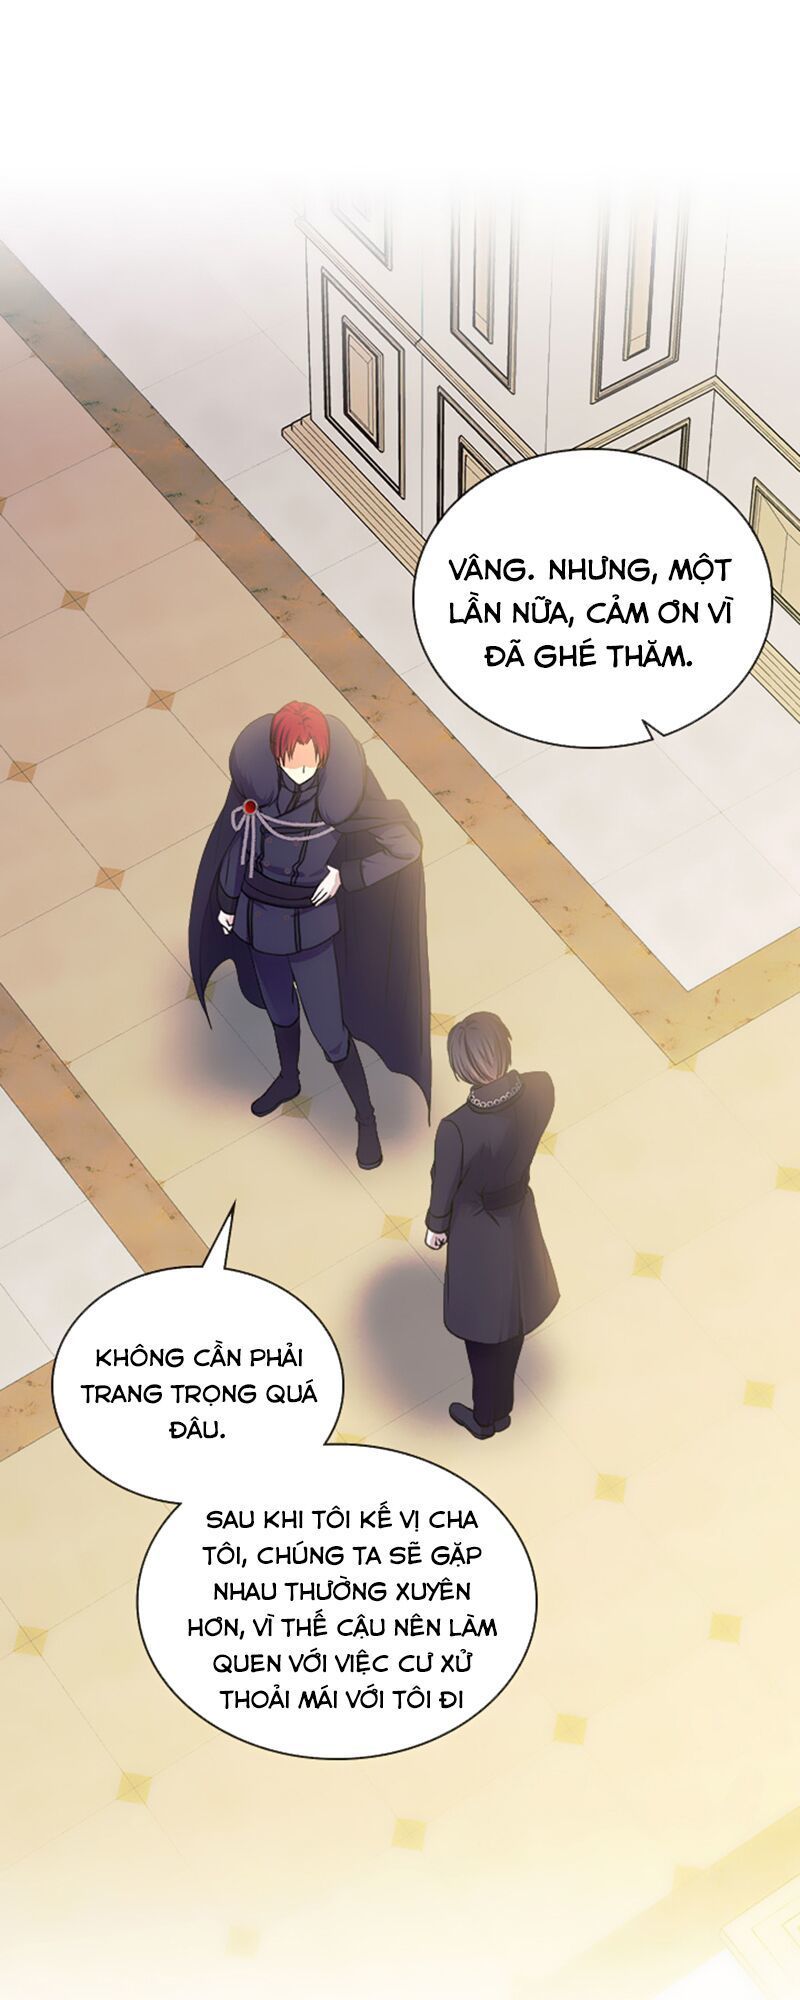 VÂNG. NHƯNG, MỘT
LẦN NỮA, CẢM ƠN VÌ
ĐÃ GHÉ THĂM.
KHÔNG CẦN PHẢI
TRANG TRỌNG QUÁ
ĐÂU.
SAU KHI TÔI KẾ VỊ CHA
TÔI, CHÚNG TA SẼ GẶP
NHAU THƯỜNG XUYÊN
HƠN, VÌ THẾ CẬU NÊN LÀM
QUEN VỚI VIỆC CƯ XỬ
THOẢI MÁI VỚI TÔI ĐI